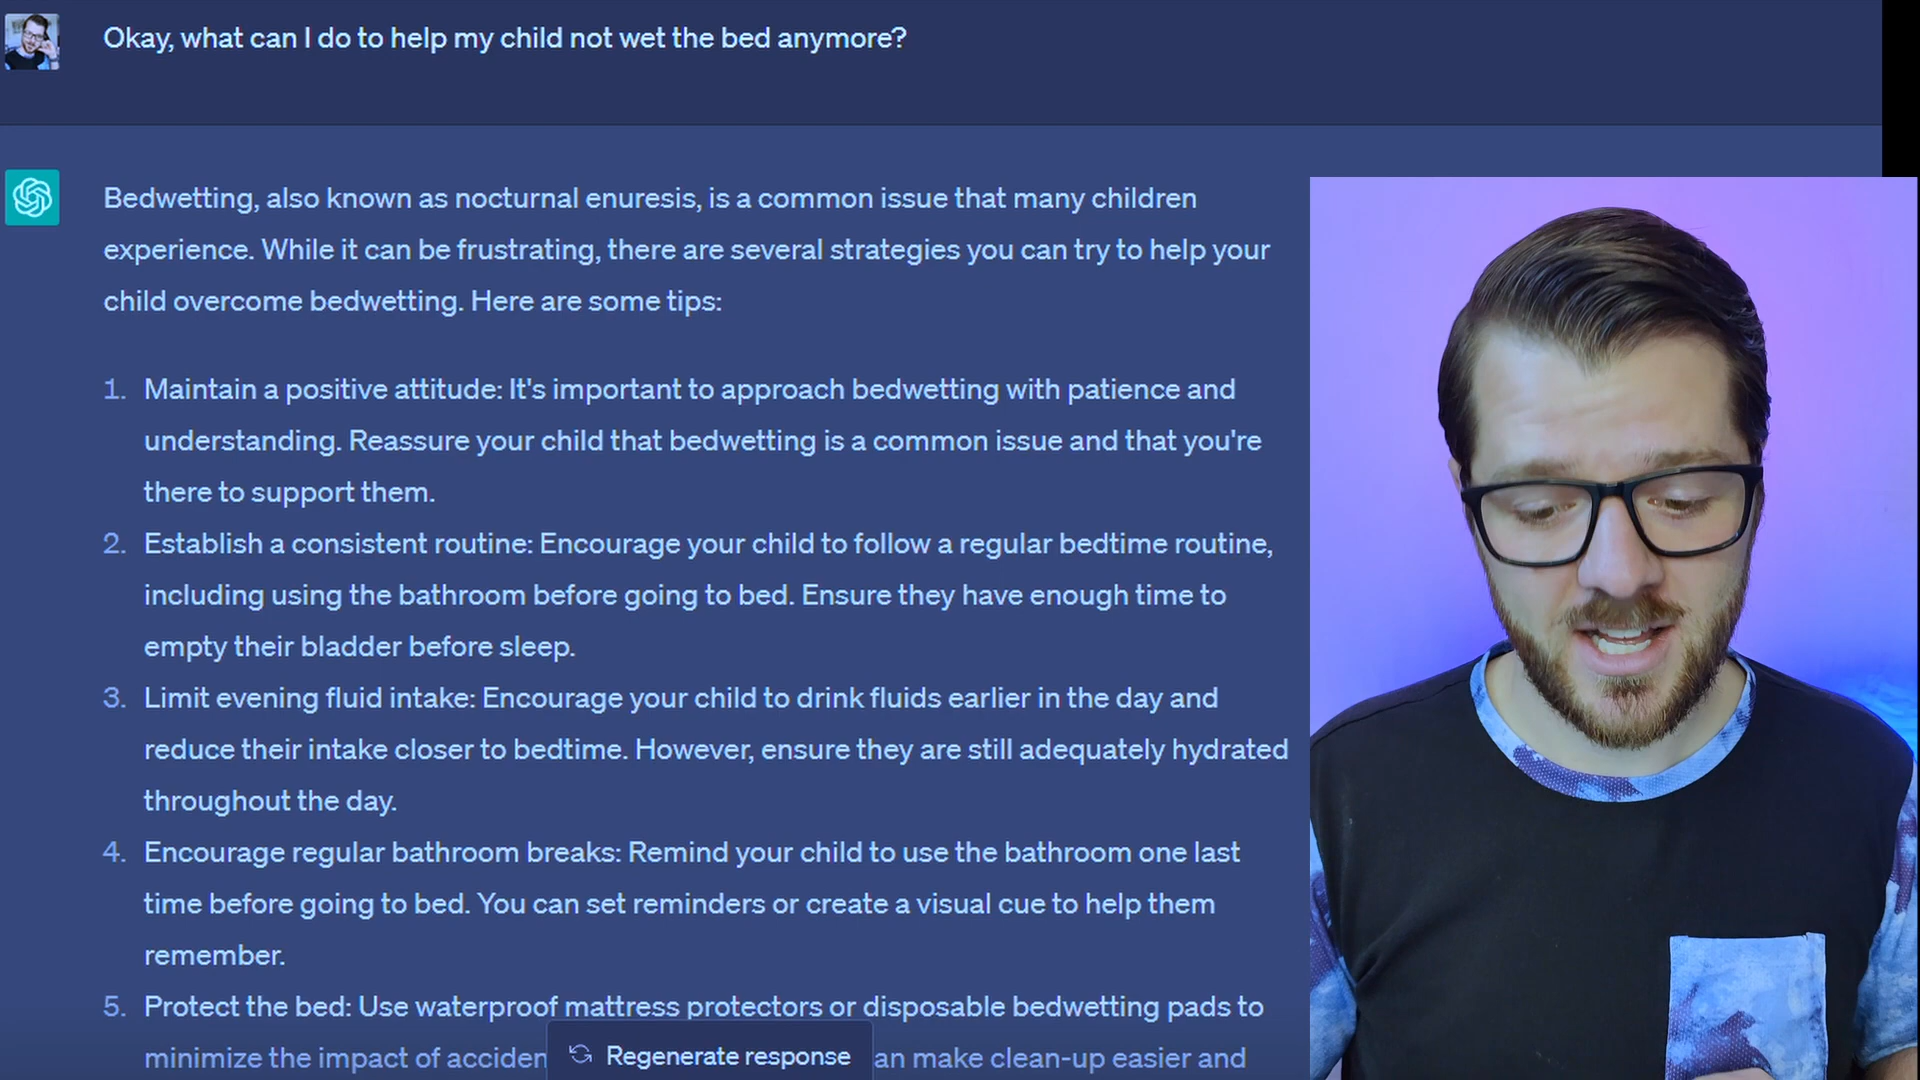 Okay, what can I do to help my child not wet the bed anymore?
Bedwetting, also known as nocturnal enuresis, is a common issue that many children
experience. While it can be frustrating, there are several strategies you can try to help your
child overcome bedwetting. Here are some tips:
1. Maintain a positive attitude: It's important to approach bedwetting with patience and
understanding. Reassure your child that bedwetting is a common issue and that you're
there to support them.
2. Establish a consistent routine: Encourage your child to follow a regular bedtime routine,
including using the bathroom before going to bed. Ensure they have enough time to
empty their bladder before sleep.
3. Limit evening fluid intake: Encourage your child to drink fluids earlier in the day and
reduce their intake closer to bedtime. However, ensure they are still adequately hydrated
throughout the day.
4. Encourage regular bathroom breaks: Remind your child to use the bathroom one last
time before going to bed. You can set reminders or create a visual cue to help them
remember.
5. Protect the bed: Use waterproof mattress protectors or disposable bedwetting pads to
minimize the impact of acciden an make clean-up easier and
Regenerate response